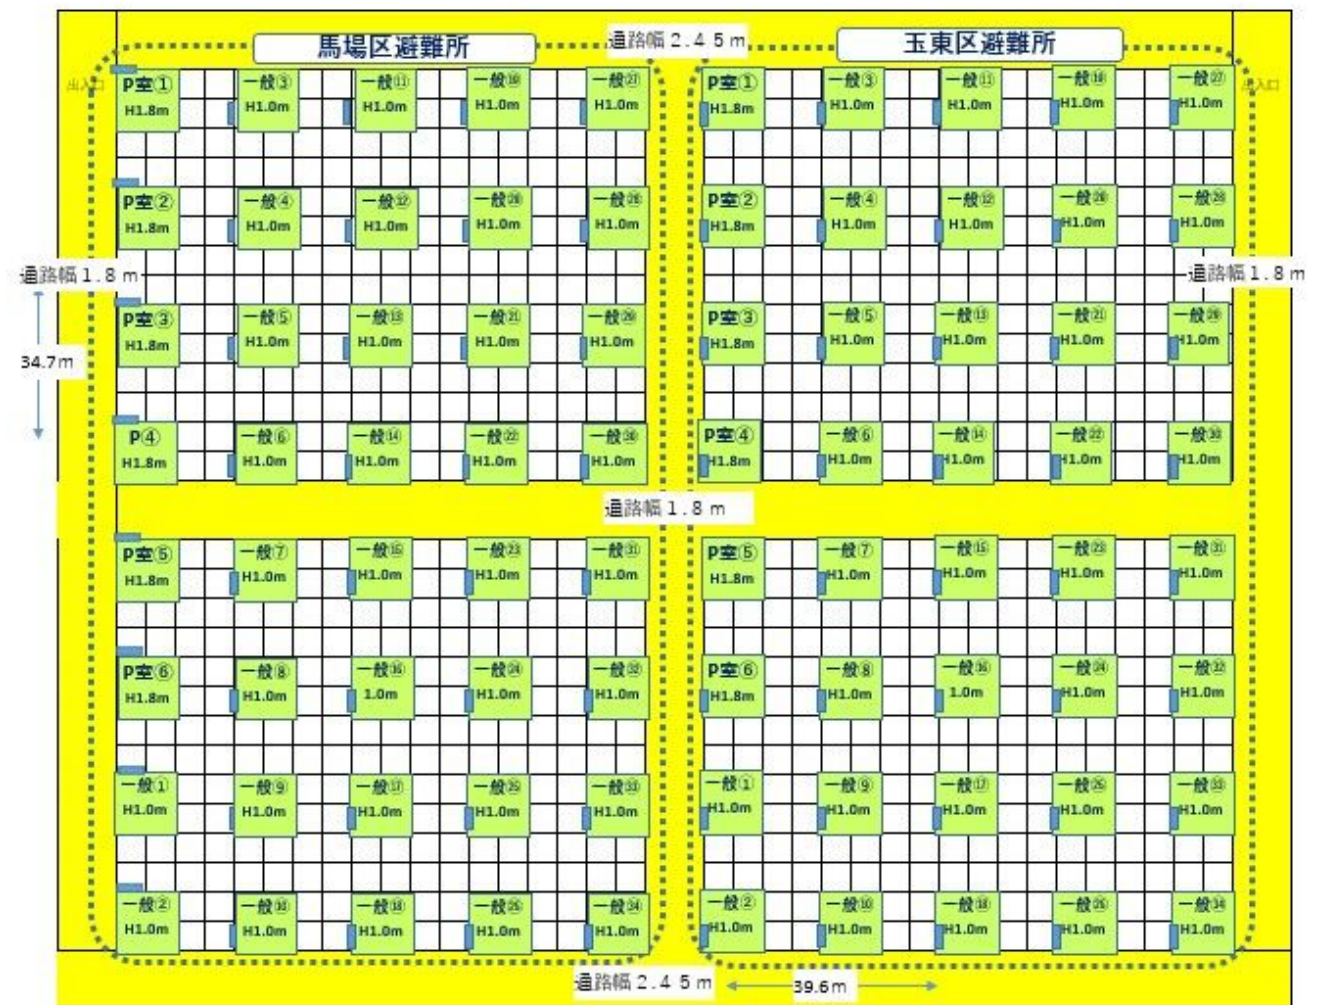 馬場区避難所
通路幅2.45m
玉東区避難所
出入口
P室① 一般③ 一般⑪ 一般⑲ 一般㉗
H1.8m H1.0m H1.0m H1.0m H1.0m
P室① 一般③ 一般⑪ 一般⑲ 一般㉗
H1.8m H1.0m H1.0m H1.0m H1.0m
出入口
P室② 一般④ 一般⑫ 一般⑳ 一般㉘
H1.8m H1.0m H1.0m H1.0m H1.0m
P室② 一般④ 一般⑫ 一般⑳ 一般㉘
H1.8m H1.0m H1.0m H1.0m H1.0m
通路幅1.8m
通路幅1.8m
P室③ 一般⑤ 一般⑬ 一般㉑ 一般㉙
H1.8m H1.0m H1.0m H1.0m H1.0m
P室③ 一般⑤ 一般⑬ 一般㉑ 一般㉙
H1.8m H1.0m H1.0m H1.0m H1.0m
34.7m
P④ 一般⑥ 一般⑭ 一般㉒ 一般㉚
H1.8m H1.0m H1.0m H1.0m H1.0m
P室④ 一般⑥ 一般⑭ 一般㉒ 一般㉚
H1.8m H1.0m H1.0m H1.0m H1.0m
通路幅1.8m
P室⑤ 一般⑦ 一般⑮ 一般㉓ 一般㉛
H1.8m H1.0m H1.0m H1.0m H1.0m
P室⑤ 一般⑦ 一般⑮ 一般㉓ 一般㉛
H1.8m H1.0m H1.0m H1.0m H1.0m
P室⑥ 一般⑧ 一般⑯ 一般㉔ 一般㉜
H1.8m H1.0m 1.0m H1.0m H1.0m
P室⑥ 一般⑧ 一般⑯ 一般㉔ 一般㉜
H1.8m H1.0m 1.0m H1.0m H1.0m
一般① 一般⑨ 一般⑰ 一般㉕ 一般㉝
H1.0m H1.0m H1.0m H1.0m H1.0m
一般① 一般⑨ 一般⑰ 一般㉕ 一般㉝
H1.0m H1.0m H1.0m H1.0m H1.0m
一般② 一般⑩ 一般⑱ 一般㉖ 一般㉞
H1.0m H1.0m H1.0m H1.0m H1.0m
一般② 一般⑩ 一般⑱ 一般㉖ 一般㉞
H1.0m H1.0m H1.0m H1.0m H1.0m
通路幅2.45m
39.6m